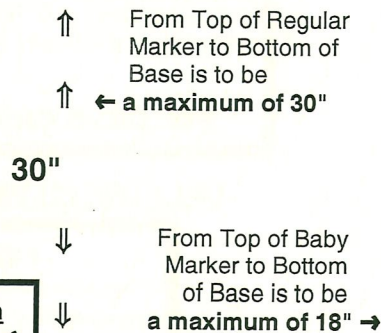 ⇑ From Top of Regular
Marker to Bottom of
Base is to be
⇑ ← a maximum of 30"
30"
⇓ From Top of Baby
Marker to Bottom
of Base is to be
⇓ a maximum of 18" →